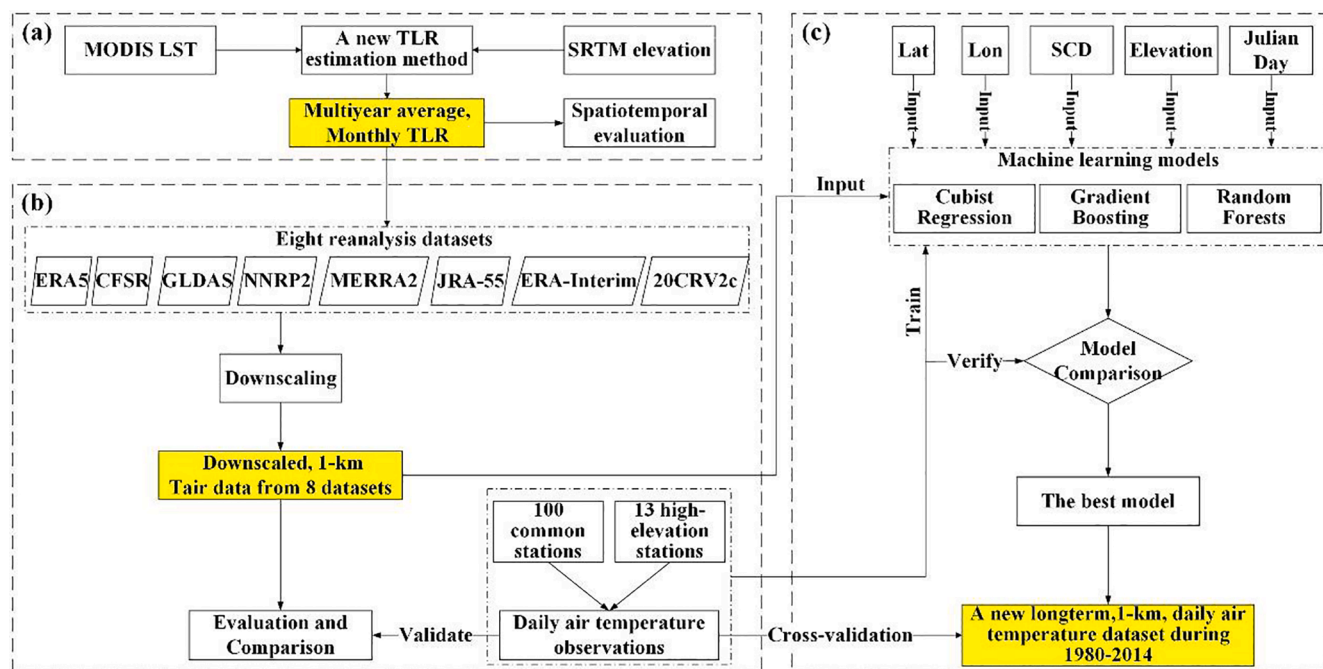 (a)
MODIS LST
A new TLR
estimation method
SRTM elevation
Multiyear average,
Monthly TLR
Spatiotemporal
evaluation
(b)
Eight reanalysis datasets
ERA5
CFSR
GLDAS
NNRP2
MERRA2
JRA-55
ERA-Interim
20CRV2c
Downscaling
Downscaled, 1-km
Tair data from 8 datasets
100
common
stations
13 high-
elevation
stations
Evaluation and
Comparison
Validate
Daily air temperature
observations
Cross-validation
(c)
Lat
Lon
SCD
Elevation
Julian
Day
Input
Input
Input
Input
Input
Machine learning models
Input
Cubist
Regression
Gradient
Boosting
Random
Forests
Train
Verify
Model
Comparison
The best model
A new longterm,1-km, daily air
temperature dataset during
1980-2014